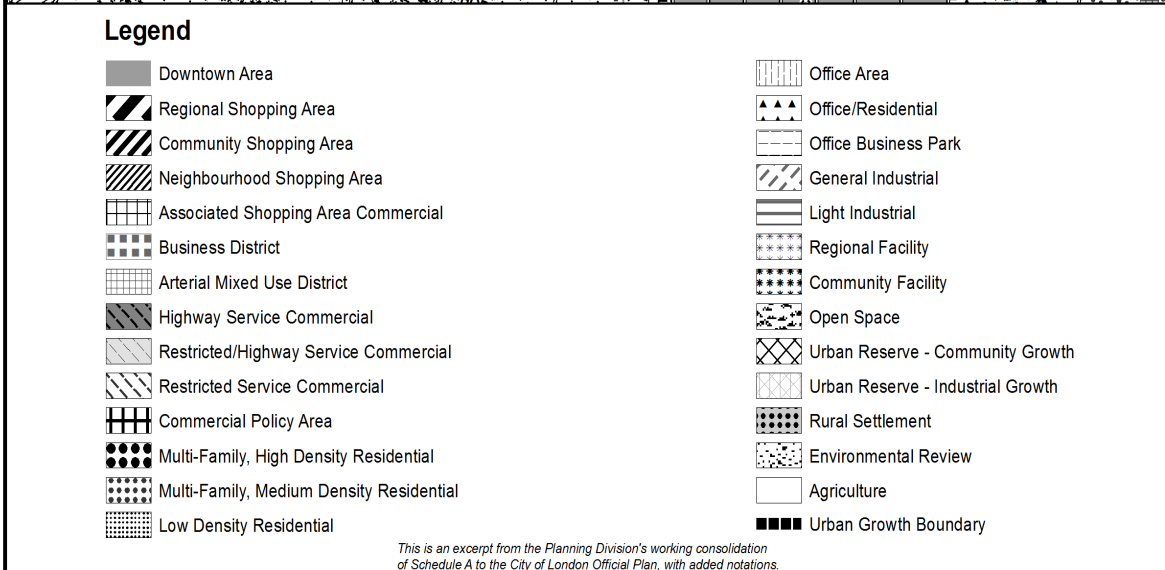 Legend
Downtown Area
Regional Shopping Area
Community Shopping Area
Neighbourhood Shopping Area
Associated Shopping Area Commercial
Business District
Arterial Mixed Use District
Highway Service Commercial
Restricted/Highway Service Commercial
Restricted Service Commercial
Commercial Policy Area
Multi-Family, High Density Residential
Multi-Family, Medium Density Residential
Low Density Residential
Office Area
Office/Residential
Office Business Park
General Industrial
Light Industrial
Regional Facility
Community Facility
Open Space
Urban Reserve - Community Growth
Urban Reserve - Industrial Growth
Rural Settlement
Environmental Review
Agriculture
Urban Growth Boundary
This is an excerpt from the Planning Division's working consolidation
of Schedule A to the City of London Official Plan, with added notations.